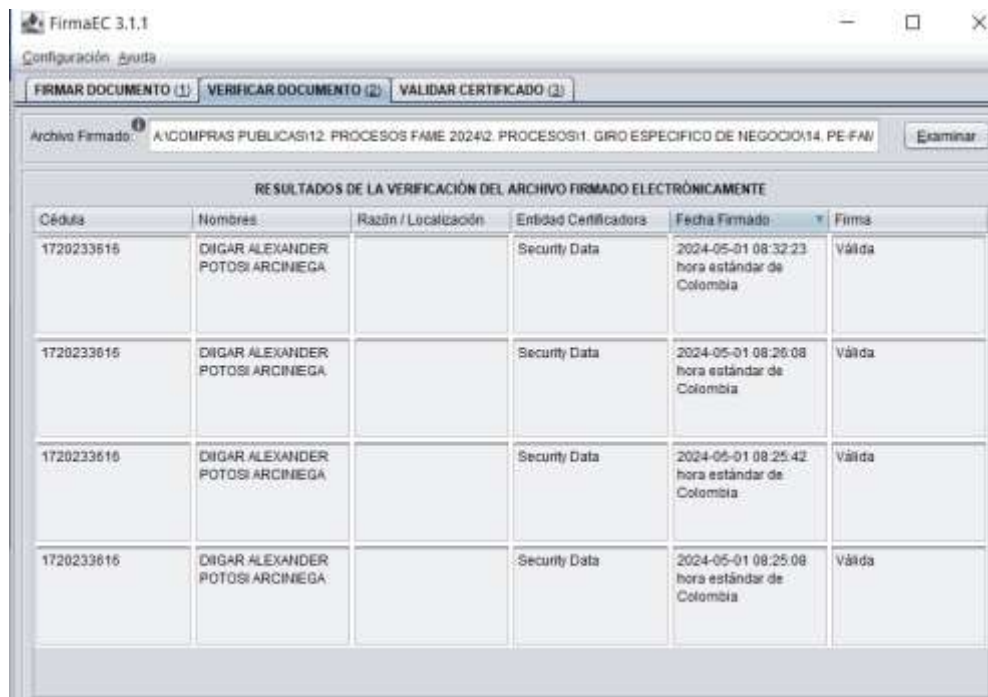 FirmaEC 3.1.1
Configuración Ayuda
FIRMAR DOCUMENTO (1) VERIFICAR DOCUMENTO (2) VALIDAR CERTIFICADO (3)
Archivo Firmado A:\COMPRAS PUBLICAS\12. PROCESOS FAME 2024\2. PROCESOS\1. GIRO ESPECIFICO DE NEGOCIO\14. PE-FAM Examinar
RESULTADOS DE LA VERIFICACIÓN DEL ARCHIVO FIRMADO ELECTRÓNICAMENTE
Cédula Nombres Razón / Localización Entidad Certificadora Fecha Firmado Firma
1720233616 DIIGAR ALEXANDER Security Data 2024-05-01 08:32:23 Válida
POTOSI ARCINIEGA hora estándar de
Colombia
1720233616 DIIGAR ALEXANDER Security Data 2024-05-01 08:26:08 Válida
POTOSI ARCINIEGA hora estándar de
Colombia
1720233616 DIIGAR ALEXANDER Security Data 2024-05-01 08:25:42 Válida
POTOSI ARCINIEGA hora estándar de
Colombia
1720233616 DIIGAR ALEXANDER Security Data 2024-05-01 08:25:08 Válida
POTOSI ARCINIEGA hora estándar de
Colombia